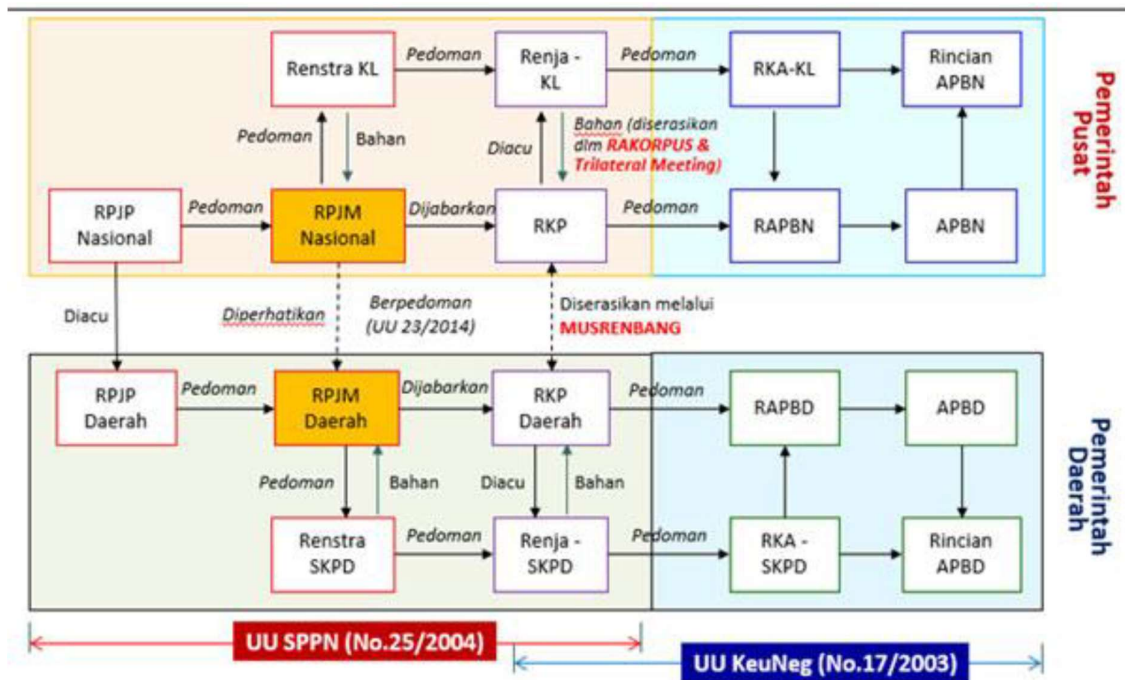 Pedoman
Pedoman
Renstra KL
Renja -
KL
RKA-KL
Rincian
APBN
Pemerintah
Pusat
Pedoman
Bahan
Diacu
Bahan (diserasikan
dlm RAKORPUS &
Trilateral Meeting)
RPJP
Nasional
Pedoman
RPJM
Nasional
Dijabarkan
RKP
Pedoman
RAPBN
APBN
Diacu
Diperhatikan
Berpedoman
(UU 23/2014)
Diserasikan melalui
MUSRENBANG
RPJP
Daerah
Pedoman
RPJM
Daerah
Dijabarkan
RKP
Daerah
Pedoman
RAPBD
APBD
Pemerintah
Daerah
Pedoman
Bahan
Diacu
Bahan
Renstra
SKPD
Pedoman
Renja -
SKPD
Pedoman
RKA -
SKPD
Rincian
APBD
UU SPPN (No.25/2004)
UU KeuNeg (No.17/2003)